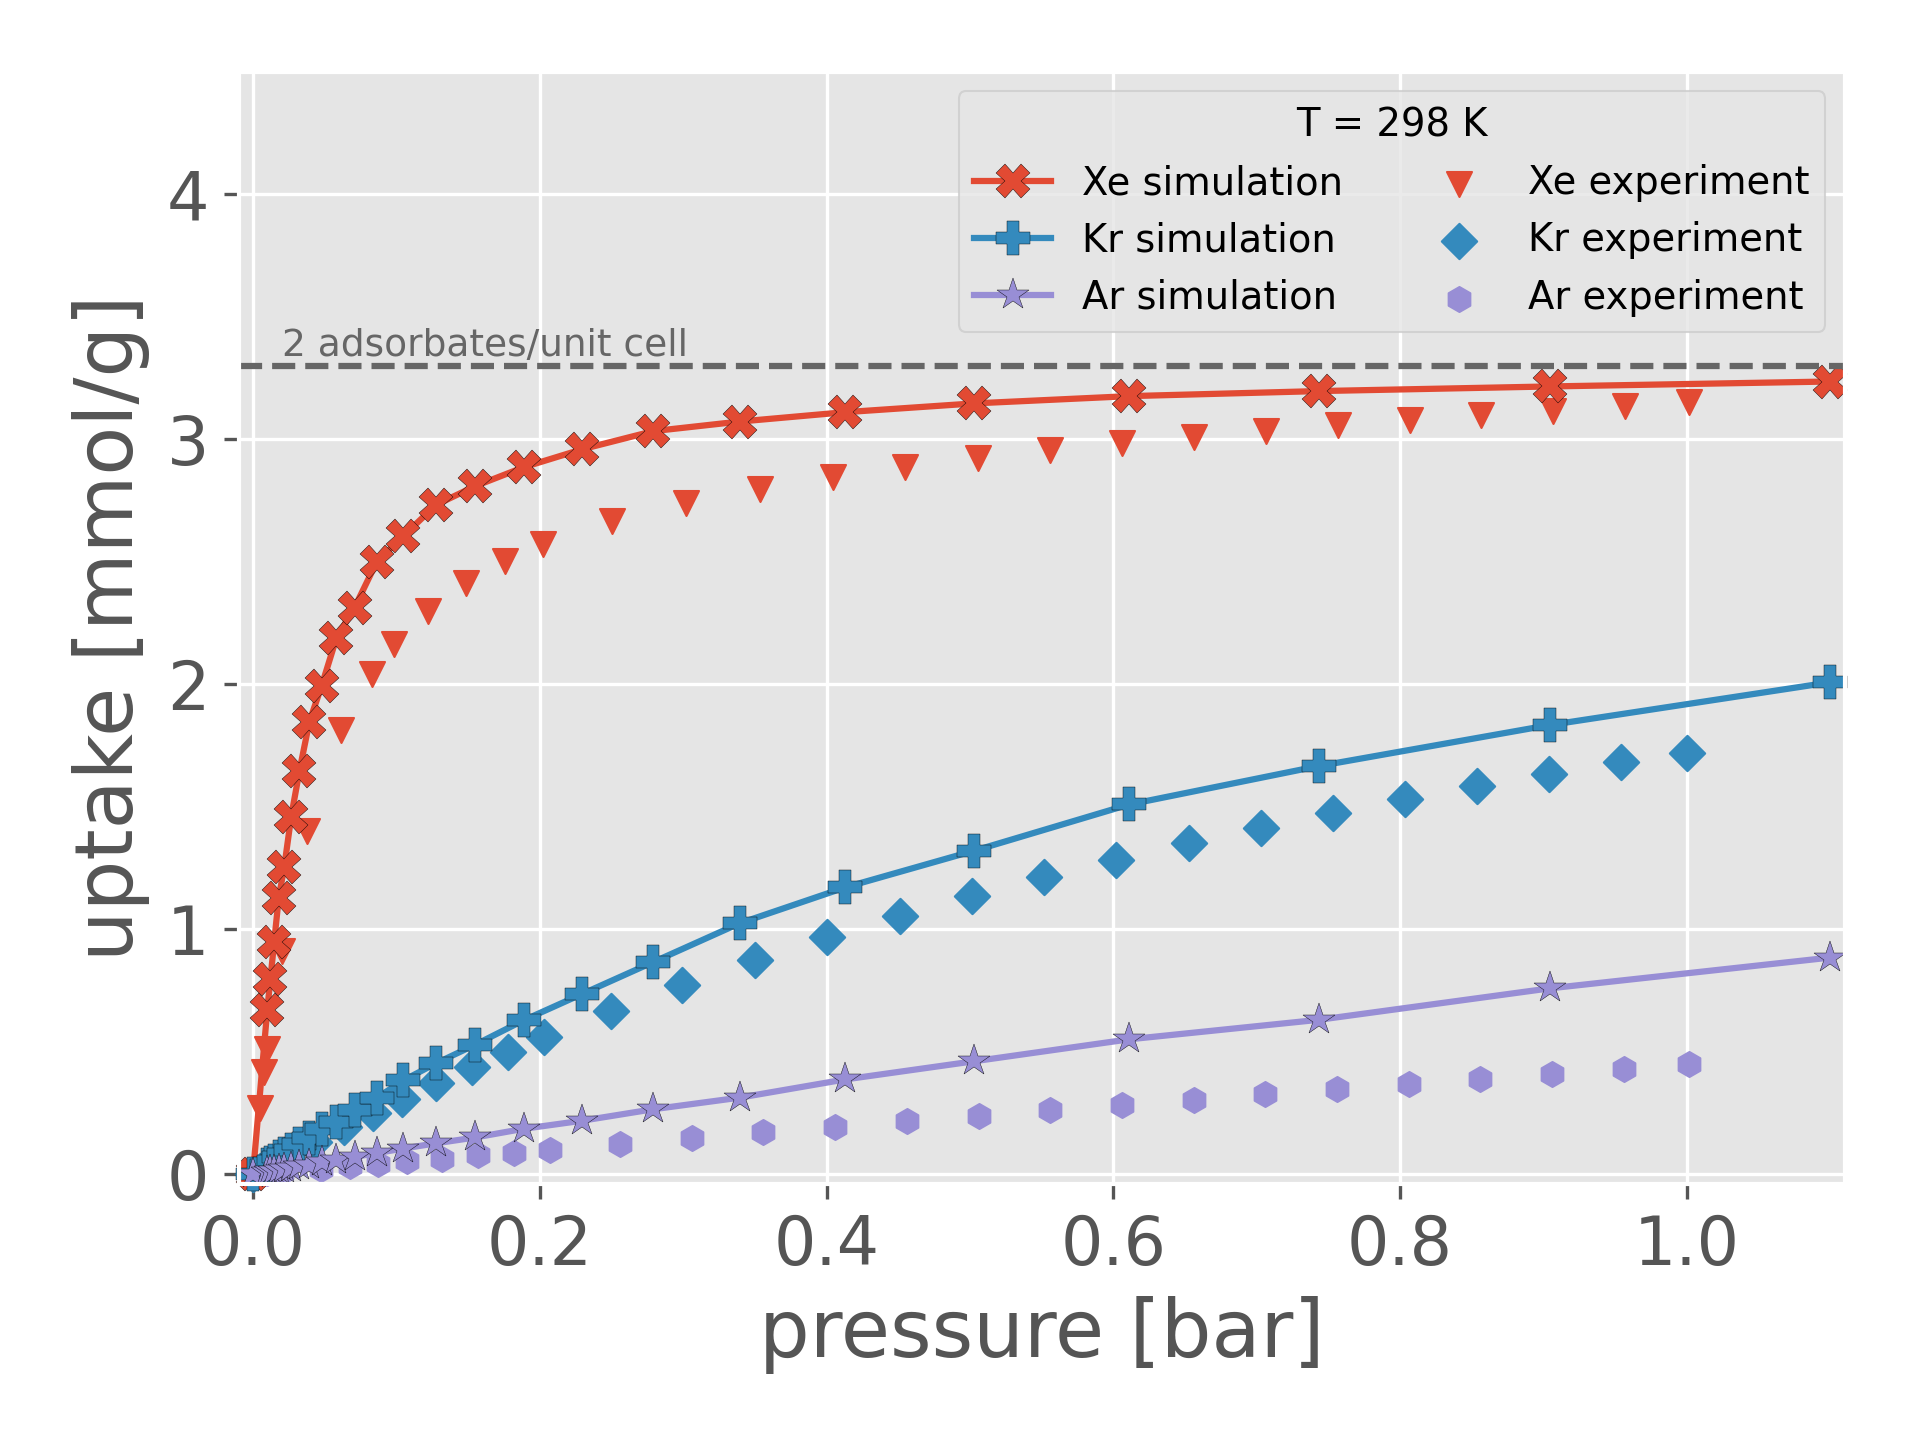 T = 298 K
Xe simulation
Kr simulation
Ar simulation
Xe experiment
Kr experiment
Ar experiment
2 adsorbates/unit cell
uptake [mmol/g]
4
3
2
1
0
0.0 0.2 0.4 0.6 0.8 1.0
pressure [bar]